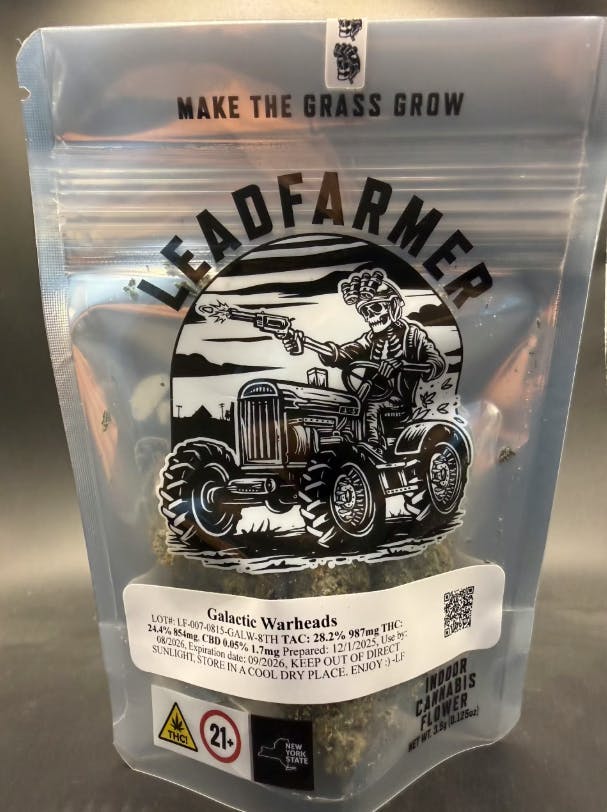 MAKE THE GRASS GROW
LEADFARMER
Galactic Warheads
LOT#: LF-007-0815-GALW-8TH TAC: 28.2% 987mg THC:
24.4% 854mg, CBD 0.05% 1.7mg Prepared: 12/1/2025, Use by:
08/2026, Expiration date: 09/2026, KEEP OUT OF DIRECT
SUNLIGHT, STORE IN A COOL DRY PLACE. ENJOY :) -LF
INDOOR
CANNABIS
FLOWER
NET WT. 3.5g (0.125oz)
THC!
21+
NEW
YORK
STATE